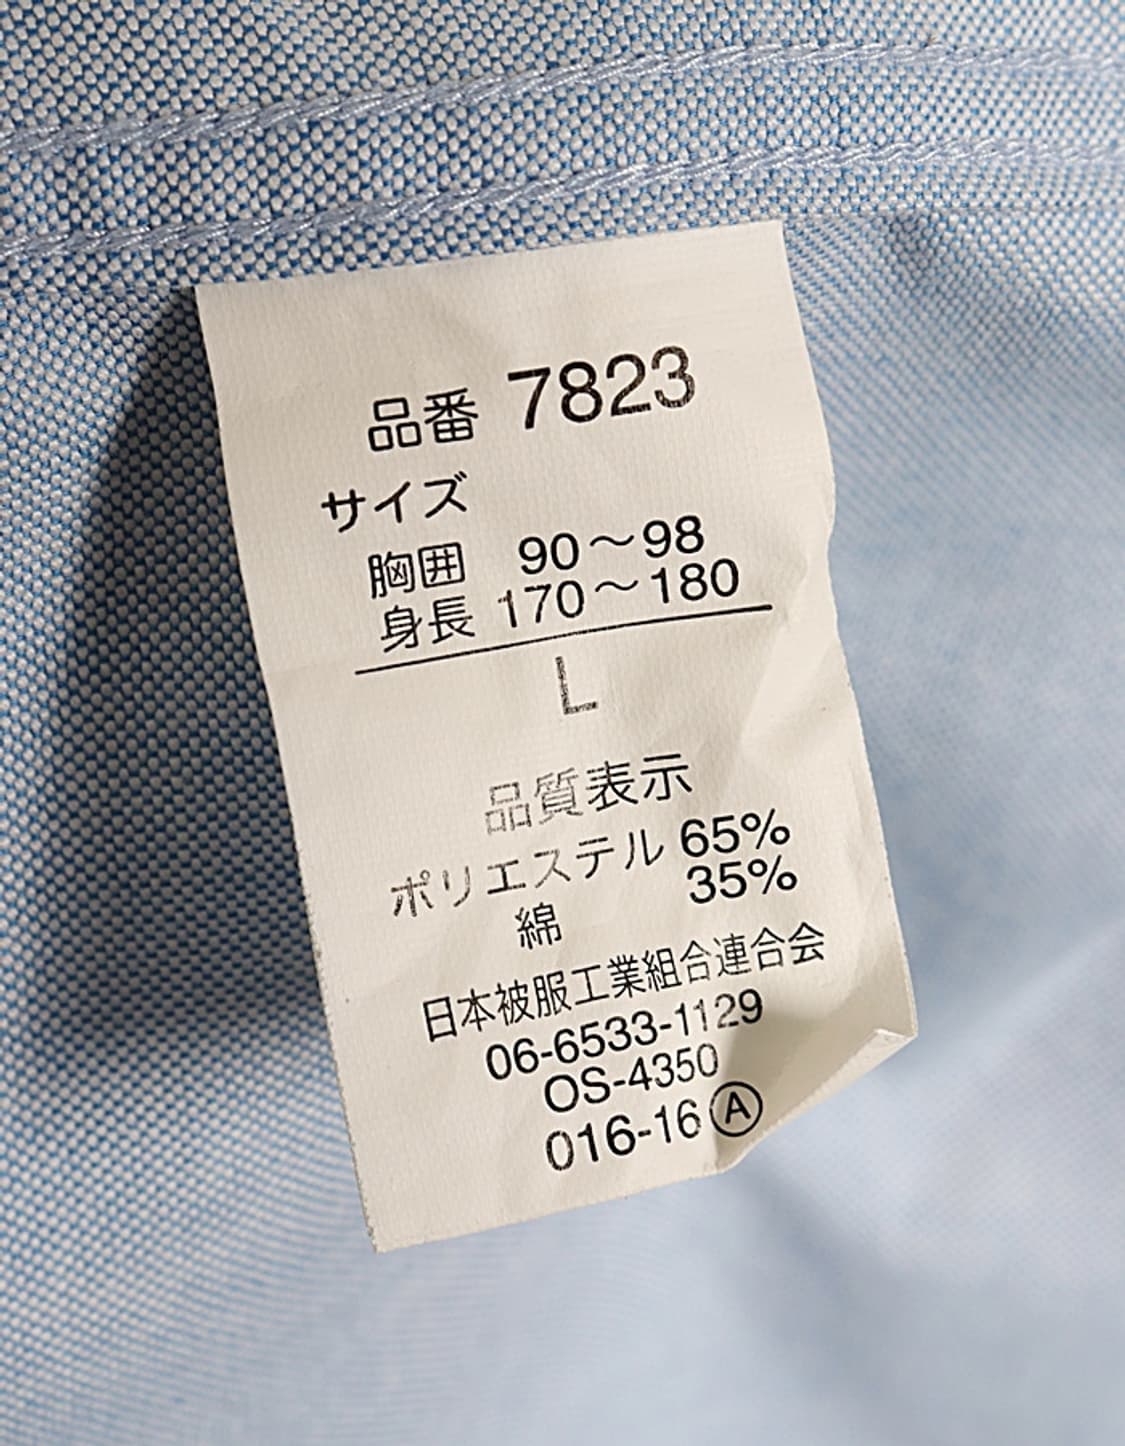 品番 7823
サイズ
胸囲 90〜98
身長 170〜180
L
品質表示
ポリエステル 65%
綿 35%
日本被服工業組合連合会
06-6533-1129
OS-4350
016-16Ⓐ